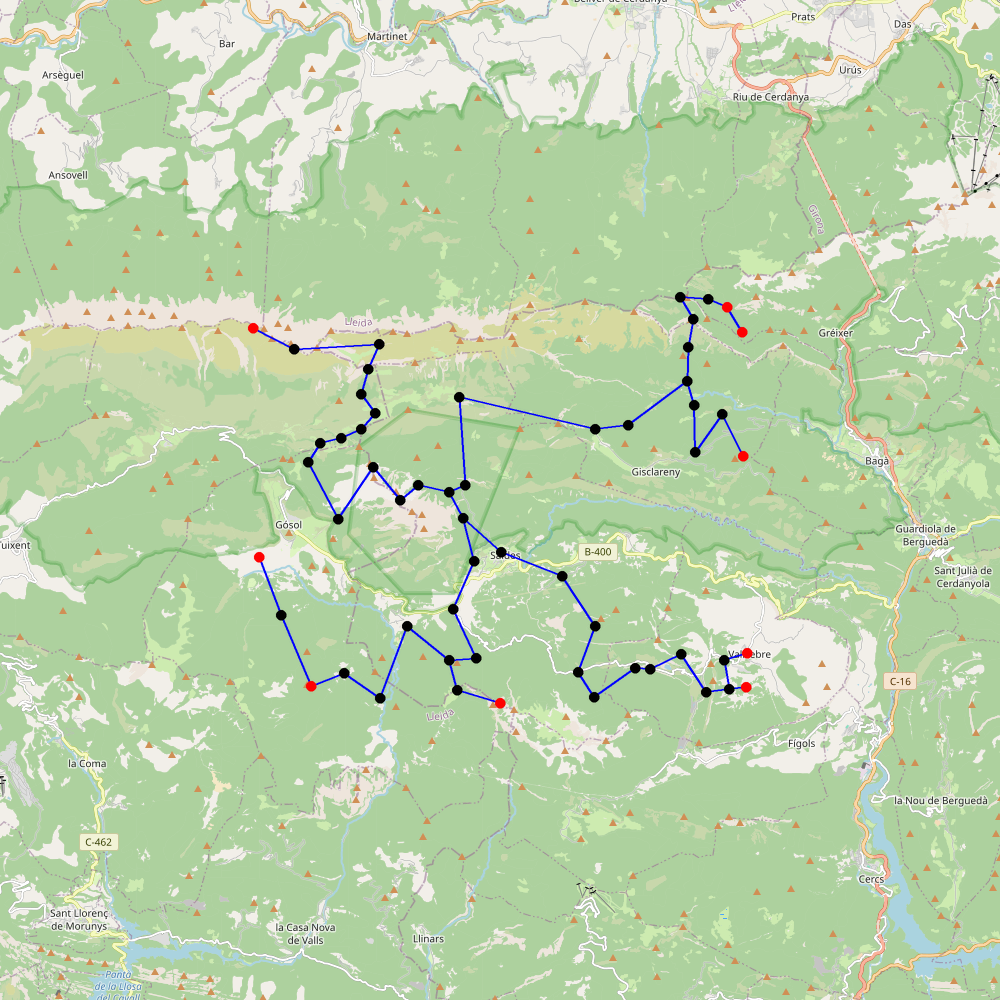 Bellver de Cerdanya
Prats
Das
Bar
Martinet
Arsèguel
Urús
Riu de Cerdanya
Ansovell
Girona
Lleida
Gréixer
Gisclareny
Bagà
Gósol
Tuixent
Saldes
B-400
Guardiola de
Berguedà
Sant Julià de
Cerdanyola
Vallcebre
C-16
Lleida
Fígols
la Coma
la Nou de Berguedà
C-462
Cercs
Sant Llorenç
de Morunys
la Casa Nova
de Valls
Llinars
Pantà
de la Llosa
del Cavall